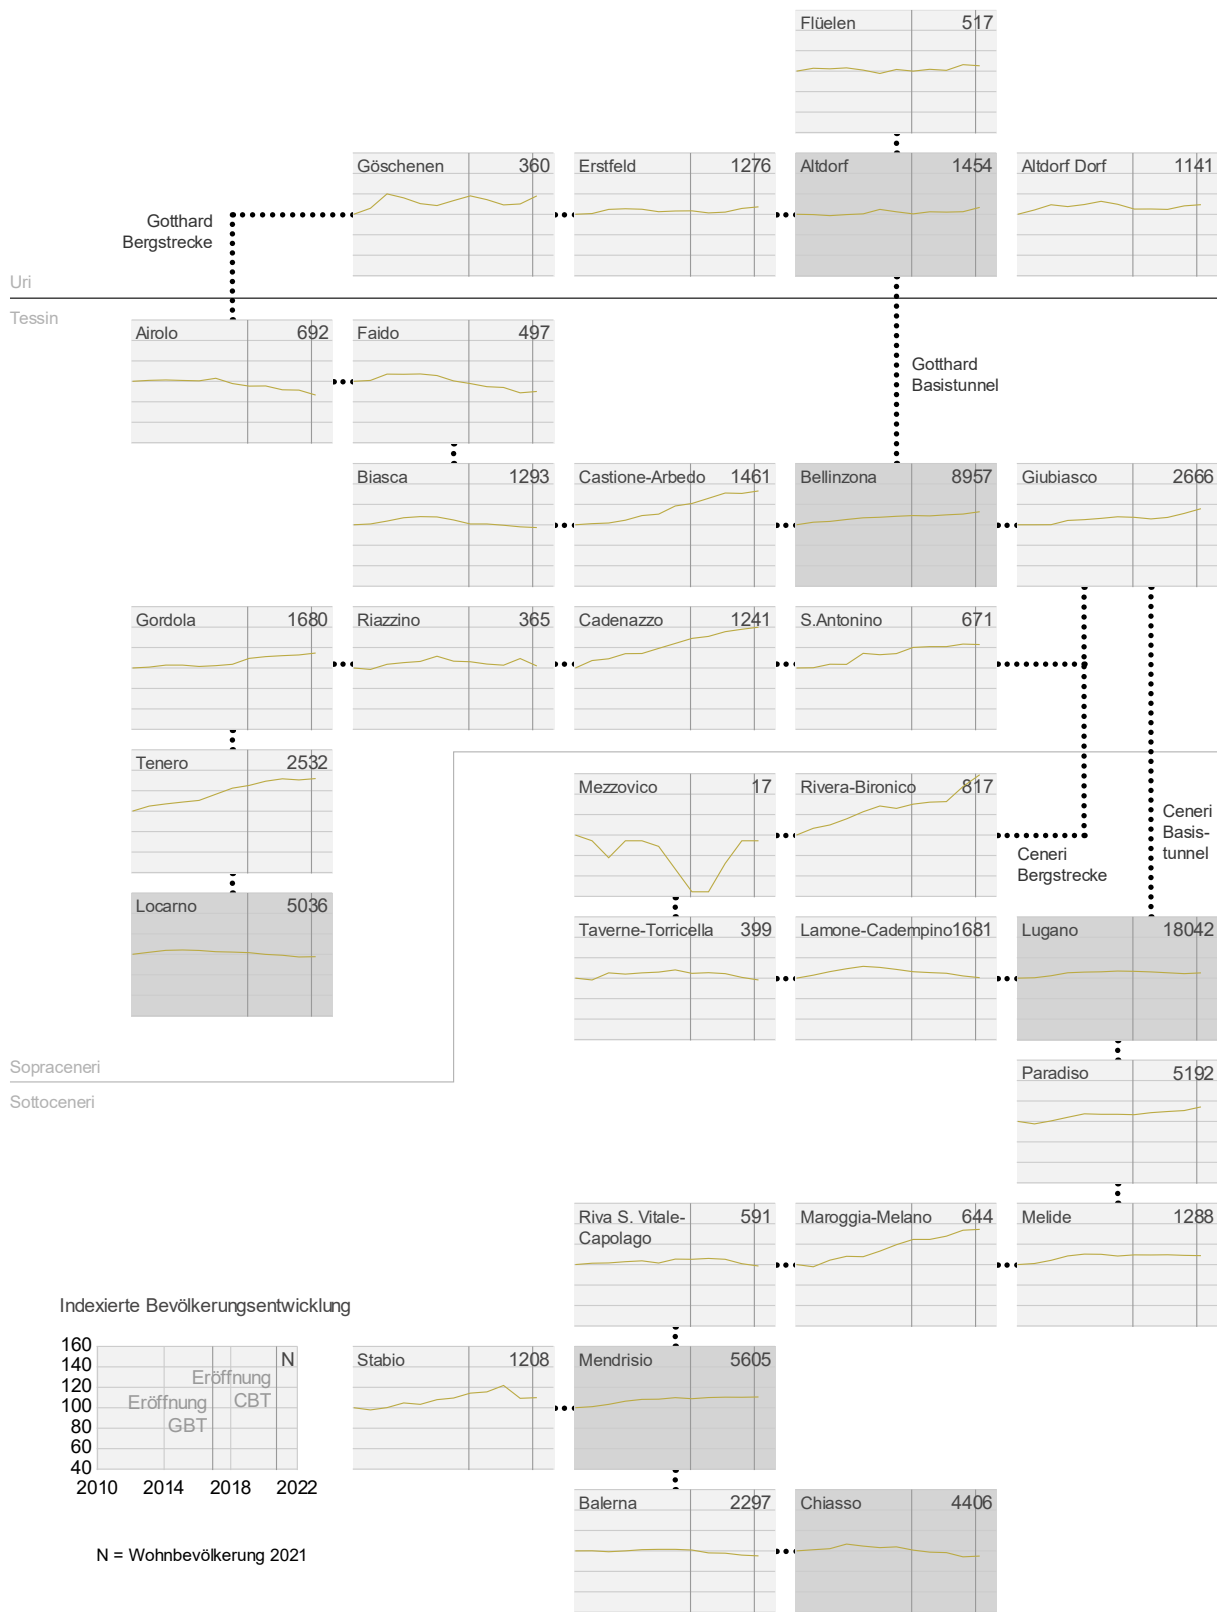 Flüelen 517
Göschenen 360
Erstfeld 1276
Altdorf 1454
Altdorf Dorf 1141
Gotthard
Bergstrecke
Uri
Tessin
Airolo 692
Faido 497
Gotthard
Basistunnel
Biasca 1293
Castione-Arbedo 1461
Bellinzona 8957
Giubiasco 2666
Gordola 1680
Riazzino 365
Cadenazzo 1241
S.Antonino 671
Tenero 2532
Mezzovico 17
Rivera-Bironico 817
Ceneri
Basis-
tunnel
Ceneri
Bergstrecke
Locarno 5036
Taverne-Torricella 399
Lamone-Cadempino 1681
Lugano 18042
Sopraceneri
Sottoceneri
Paradiso 5192
Riva S. Vitale- 591
Capolago
Maroggia-Melano 644
Melide 1288
Indexierte Bevölkerungsentwicklung
160
140
120
100
80
60
40
N
Eröffnung
CBT
Eröffnung
GBT
2010 2014 2018 2022
Stabio 1208
Mendrisio 5605
Balerna 2297
Chiasso 4406
N = Wohnbevölkerung 2021